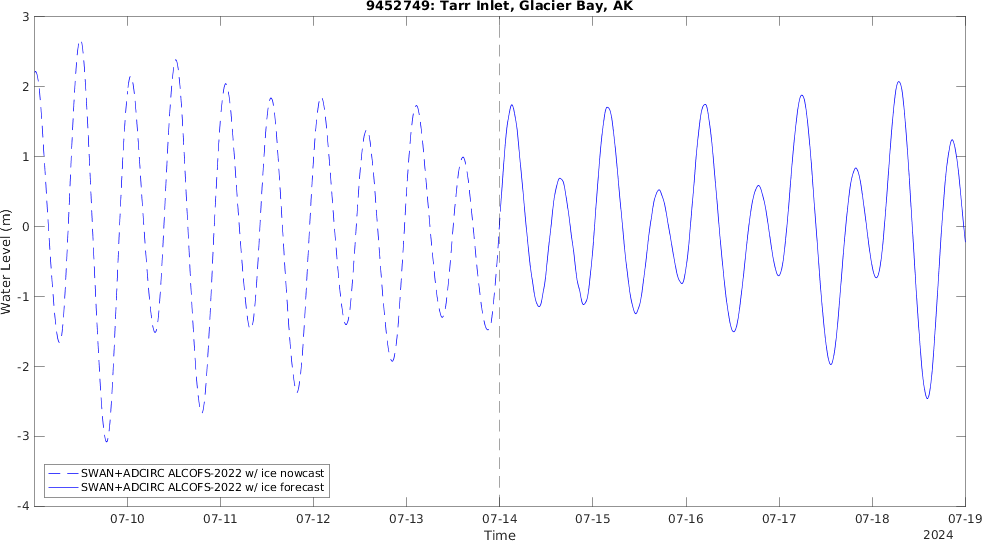 9452749: Tarr Inlet, Glacier Bay, AK
3
2
1
0
-1
-2
-3
-4
Water Level (m)
SWAN+ADCIRC ALCOFS-2022 w/ ice nowcast
SWAN+ADCIRC ALCOFS-2022 w/ ice forecast
07-10 07-11 07-12 07-13 07-14 07-15 07-16 07-17 07-18 07-19
Time
2024